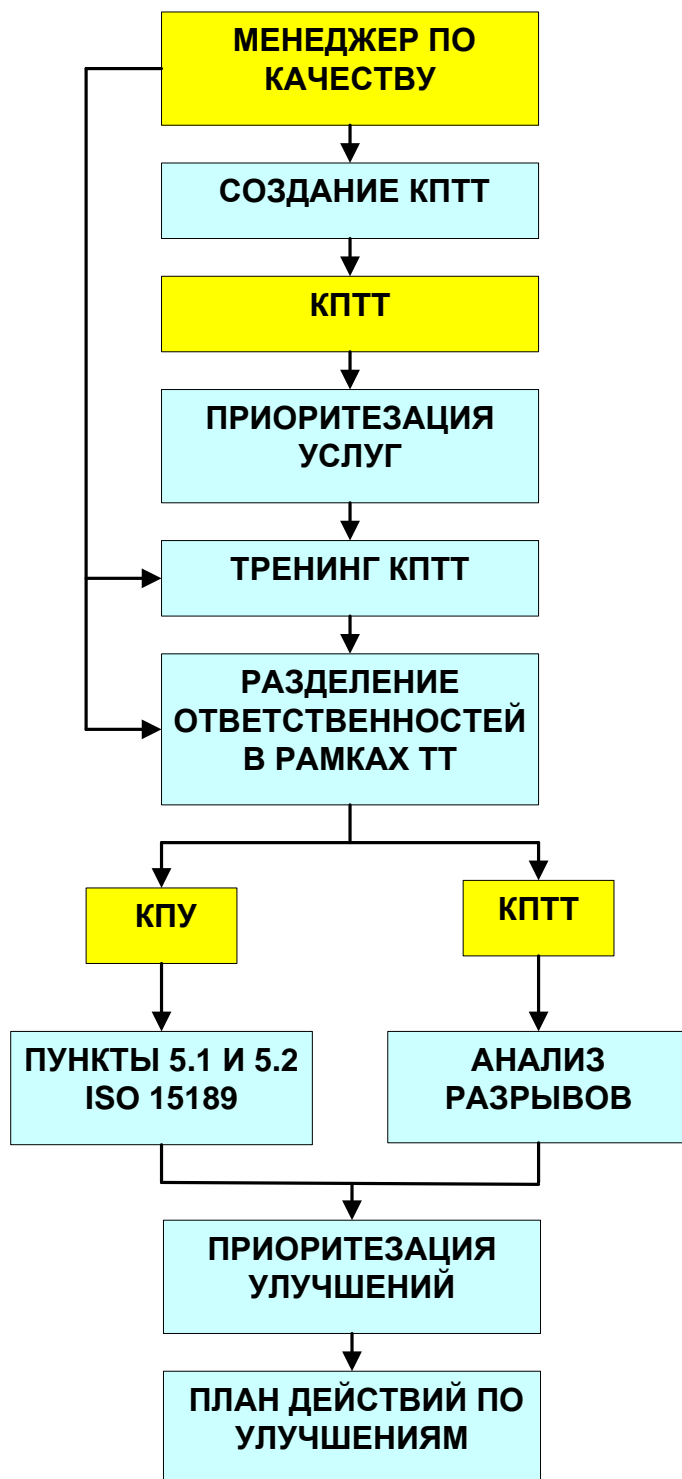 МЕНЕДЖЕР ПО
КАЧЕСТВУ
СОЗДАНИЕ КПТТ
КПТТ
ПРИОРИТЕЗАЦИЯ
УСЛУГ
ТРЕНИНГ КПТТ
РАЗДЕЛЕНИЕ
ОТВЕТСТВЕННОСТЕЙ
В РАМКАХ ТТ
КПУ
КПТТ
ПУНКТЫ 5.1 И 5.2
ISO 15189
АНАЛИЗ
РАЗРЫВОВ
ПРИОРИТЕЗАЦИЯ
УЛУЧШЕНИЙ
ПЛАН ДЕЙСТВИЙ ПО
УЛУЧШЕНИЯМ